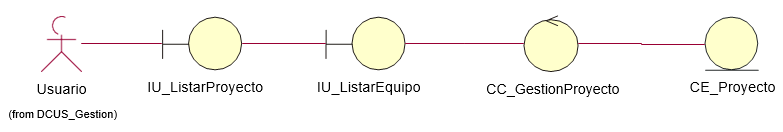 Usuario
(from DCUS_Gestion)
IU_ListarProyecto
IU_ListarEquipo
CC_GestionProyecto
CE_Proyecto